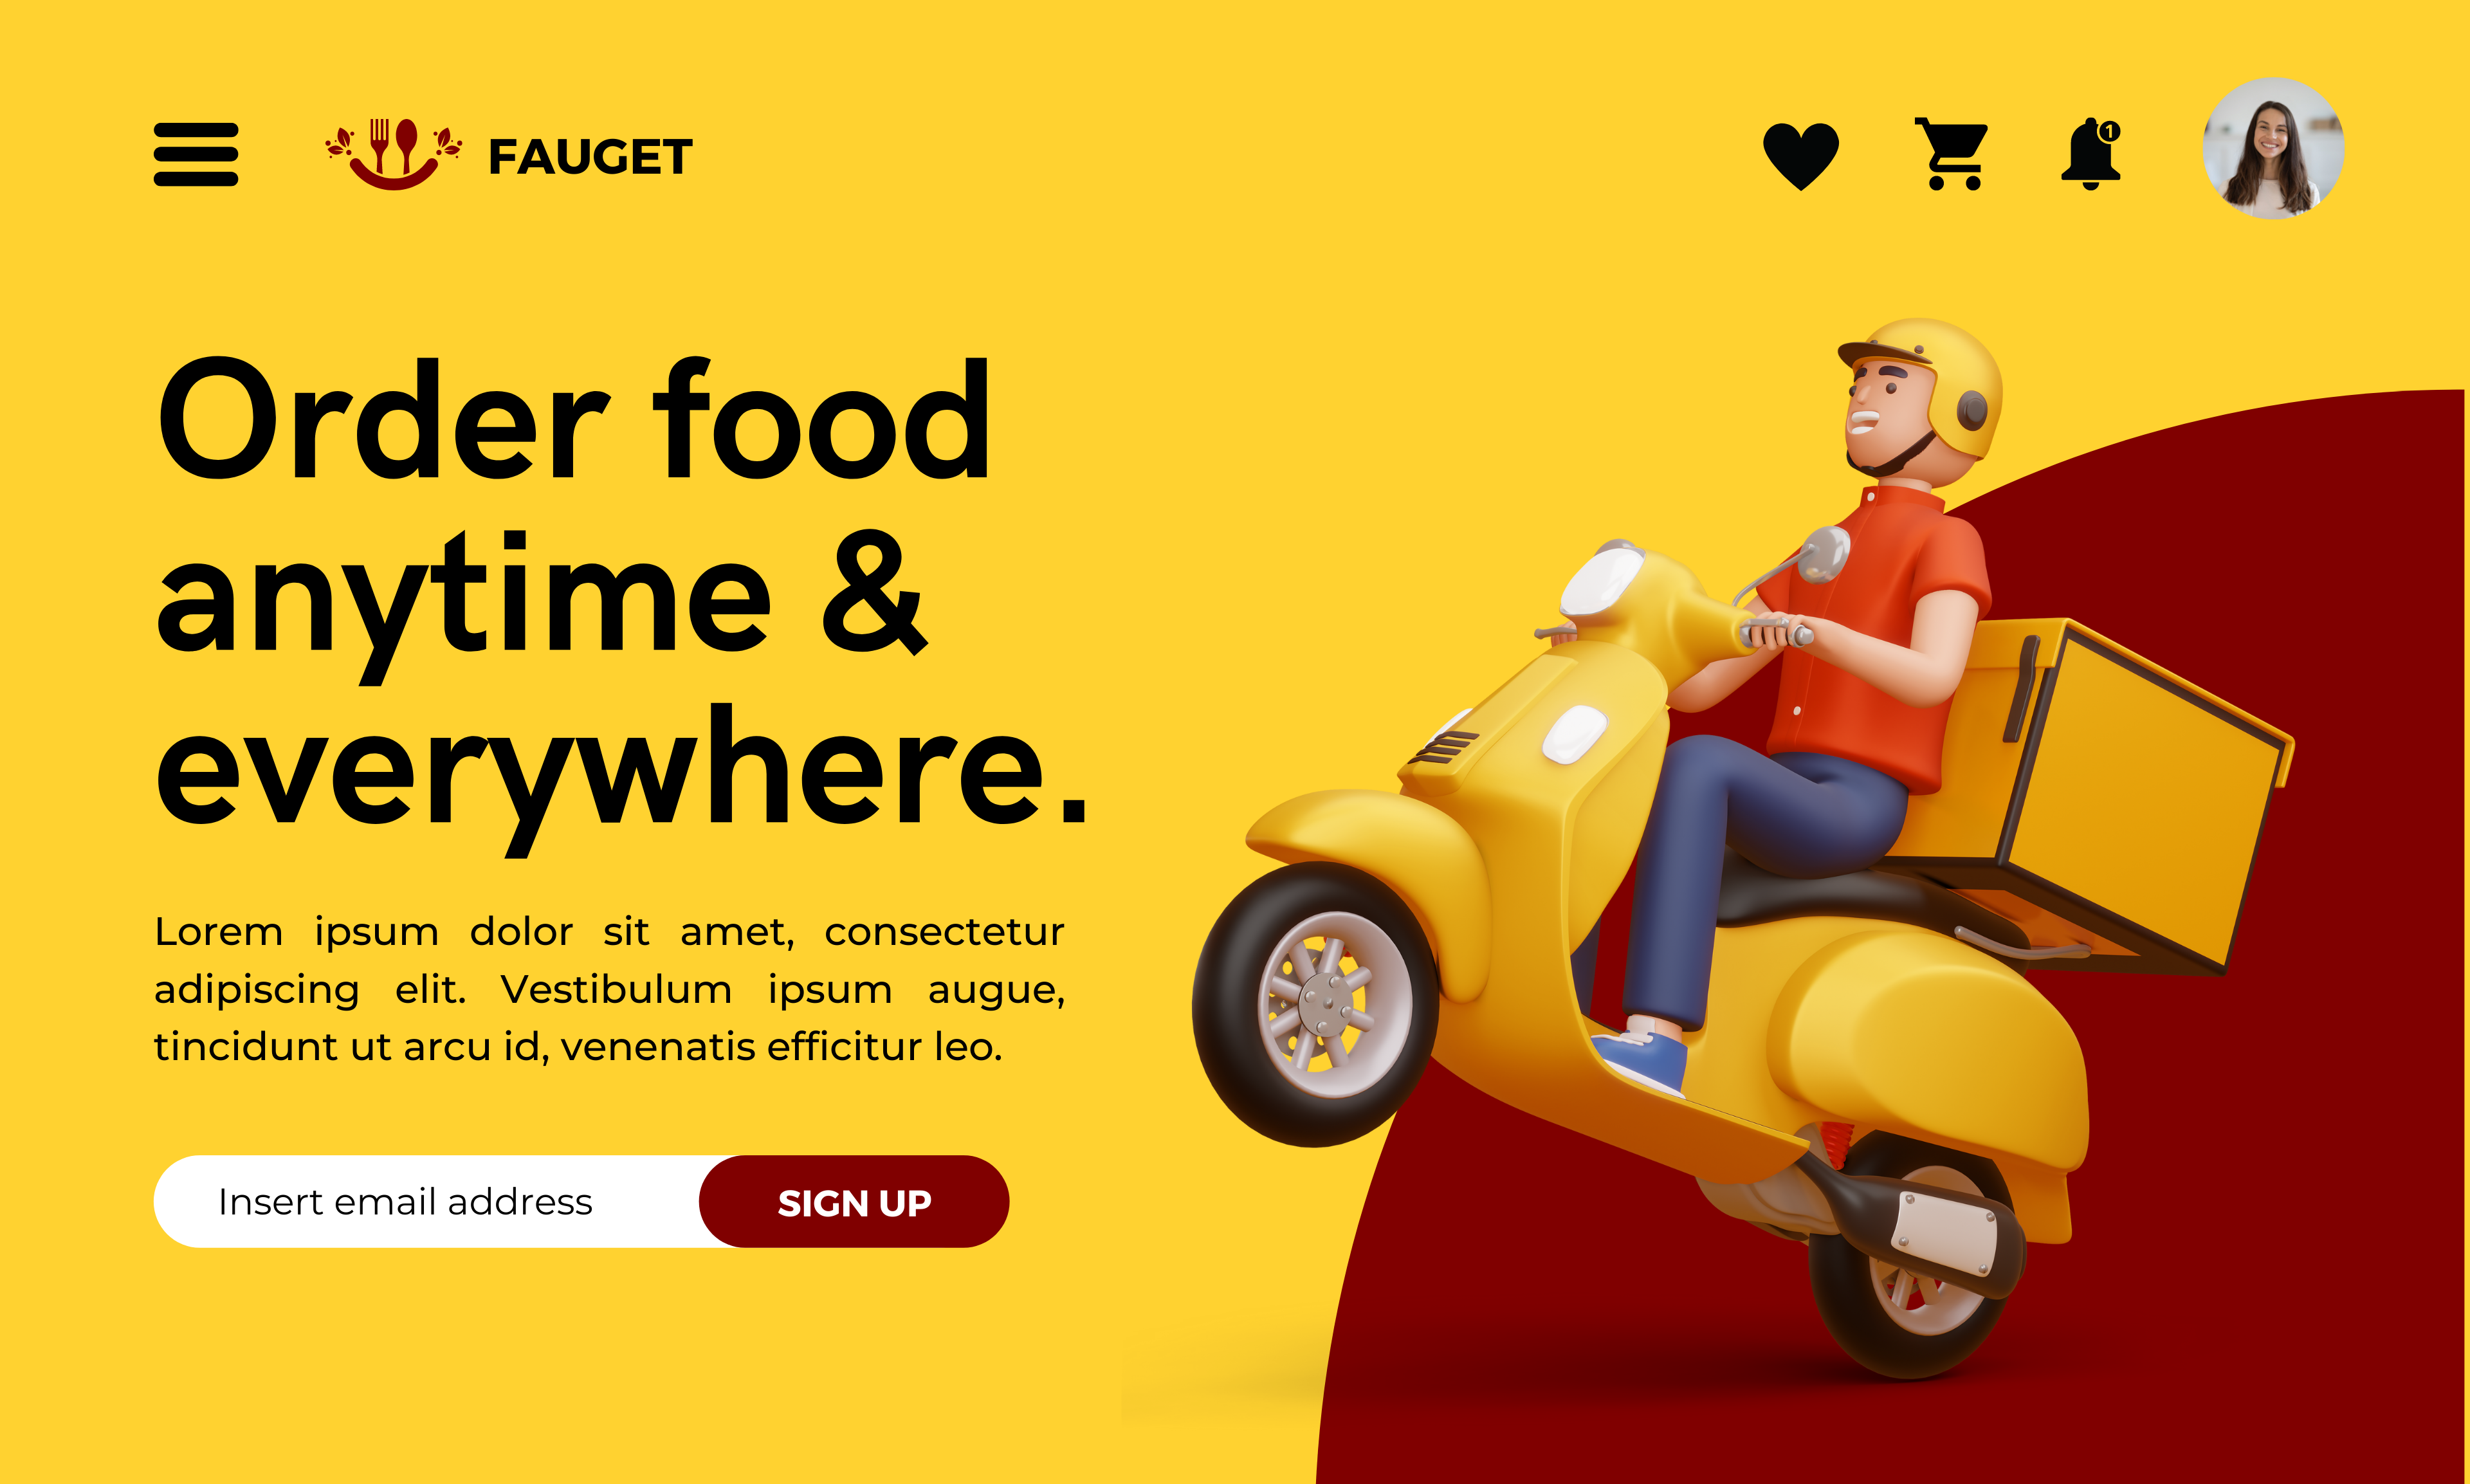 FAUGET
1
Order food
anytime &
everywhere.
Lorem ipsum dolor sit amet, consectetur
adipiscing elit. Vestibulum ipsum augue,
tincidunt ut arcu id, venenatis efficitur leo.
Insert email address
SIGN UP